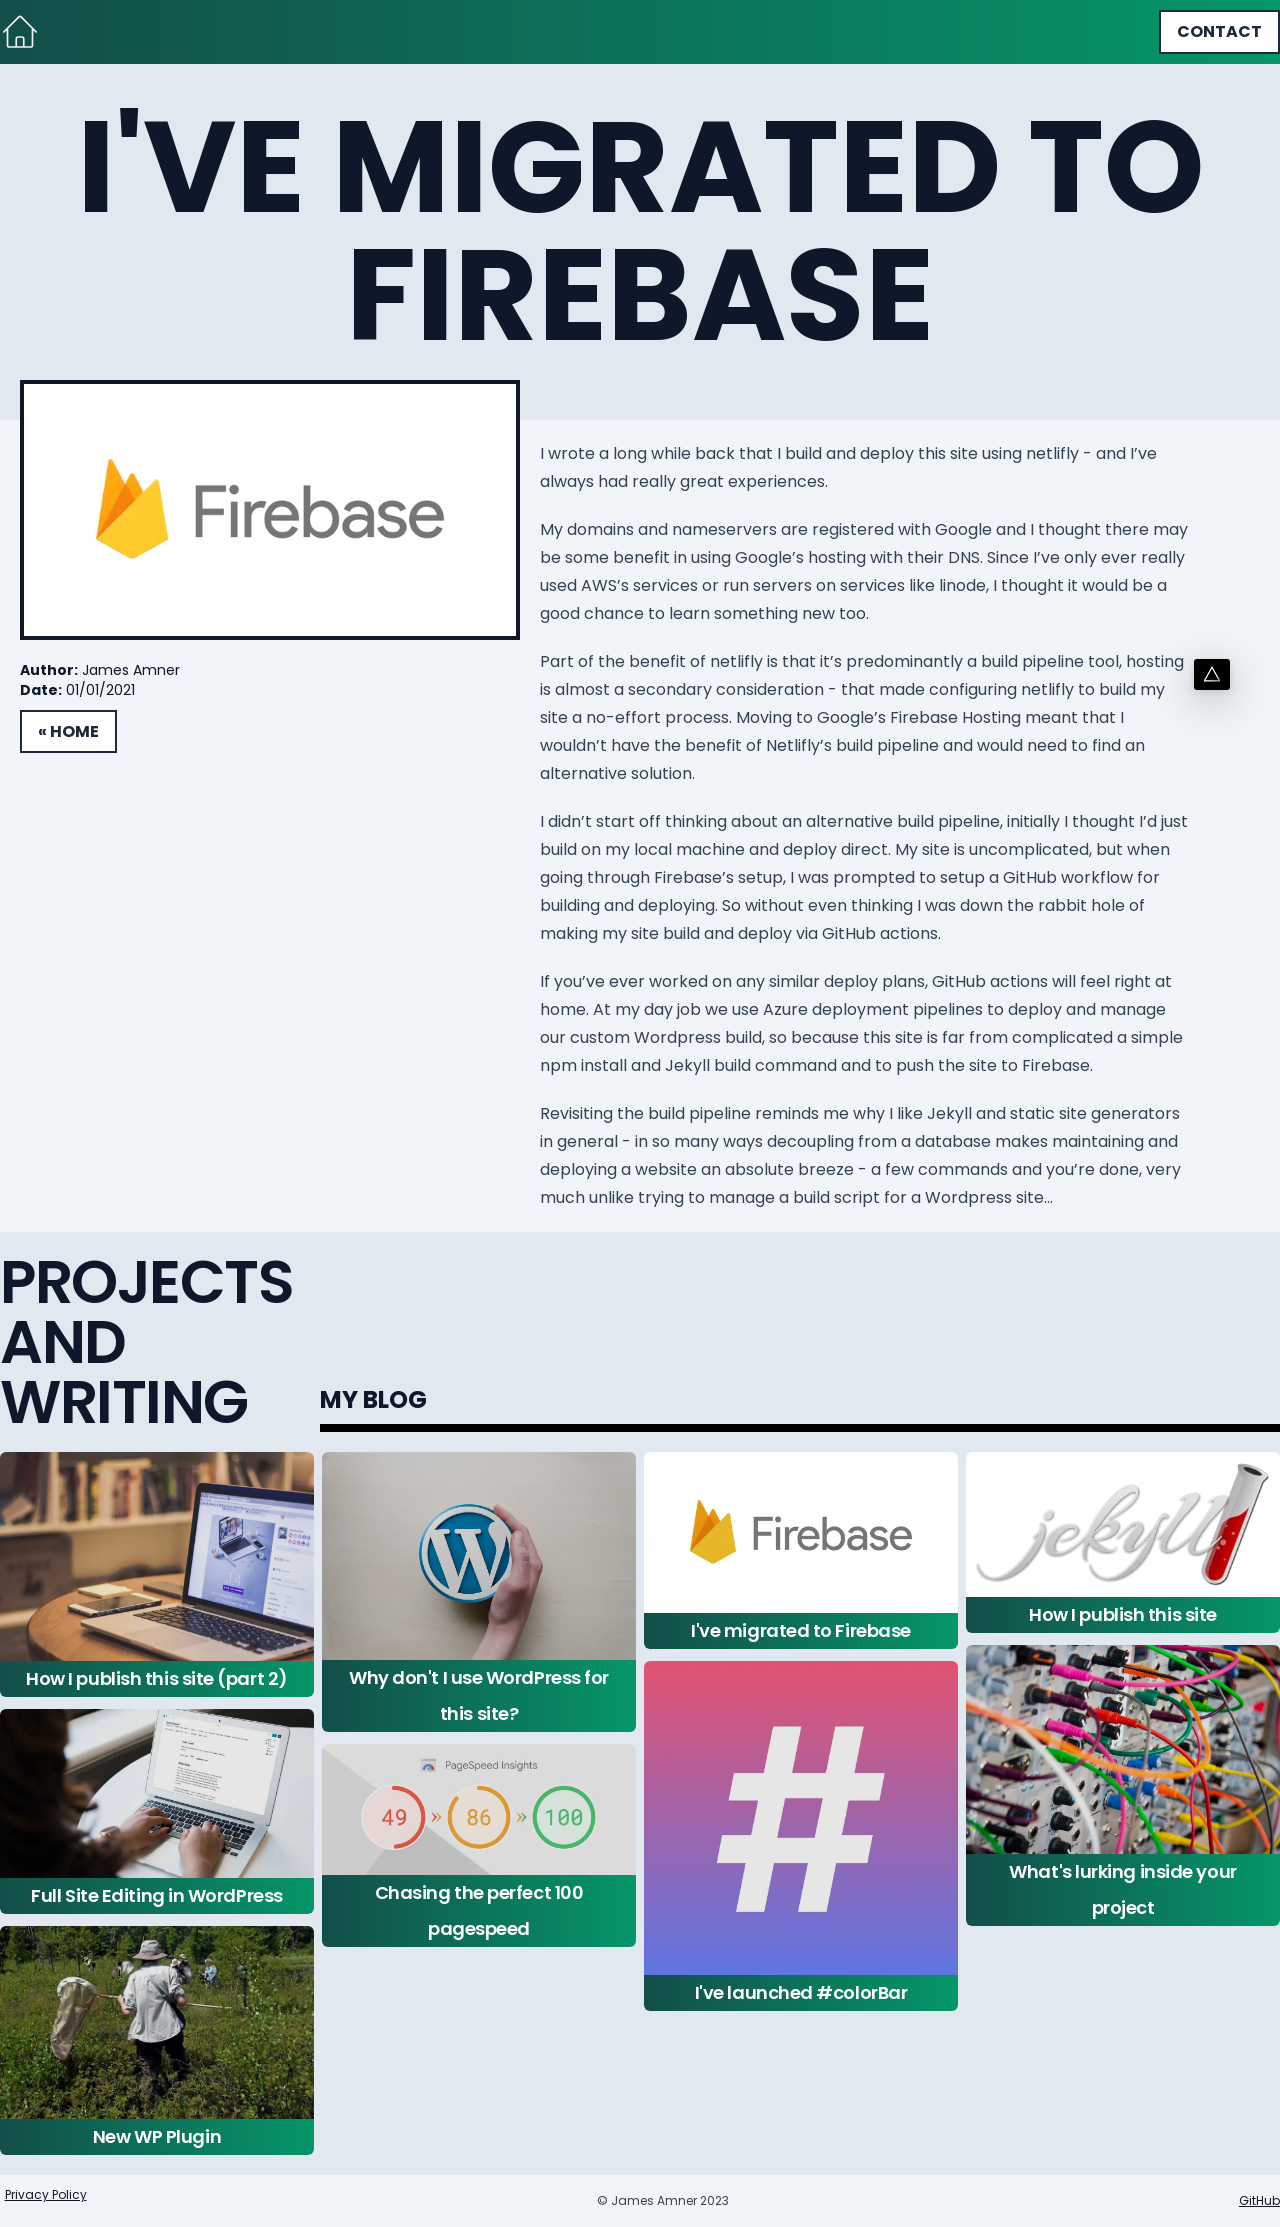 CONTACT
I'VE MIGRATED TO
FIREBASE
Firebase
Author: James Amner
Date: 01/01/2021
« HOME
I wrote a long while back that I build and deploy this site using netlifly - and I’ve
always had really great experiences.
My domains and nameservers are registered with Google and I thought there may
be some benefit in using Google’s hosting with their DNS. Since I’ve only ever really
used AWS’s services or run servers on services like linode, I thought it would be a
good chance to learn something new too.
Part of the benefit of netlifly is that it’s predominantly a build pipeline tool, hosting
is almost a secondary consideration - that made configuring netlifly to build my
site a no-effort process. Moving to Google’s Firebase Hosting meant that I
wouldn’t have the benefit of Netlifly’s build pipeline and would need to find an
alternative solution.
I didn’t start off thinking about an alternative build pipeline, initially I thought I’d just
build on my local machine and deploy direct. My site is uncomplicated, but when
going through Firebase’s setup, I was prompted to setup a GitHub workflow for
building and deploying. So without even thinking I was down the rabbit hole of
making my site build and deploy via GitHub actions.
If you’ve ever worked on any similar deploy plans, GitHub actions will feel right at
home. At my day job we use Azure deployment pipelines to deploy and manage
our custom Wordpress build, so because this site is far from complicated a simple
npm install and Jekyll build command and to push the site to Firebase.
Revisiting the build pipeline reminds me why I like Jekyll and static site generators
in general - in so many ways decoupling from a database makes maintaining and
deploying a website an absolute breeze - a few commands and you’re done, very
much unlike trying to manage a build script for a Wordpress site...
PROJECTS
AND
WRITING
MY BLOG
How I publish this site (part 2)
Full Site Editing in WordPress
New WP Plugin
W
Why don't I use WordPress for
this site?
PageSpeed Insights
49 » 86 » 100
Chasing the perfect 100
pagespeed
Firebase
I've migrated to Firebase
#
I've launched #colorBar
jekyll
How I publish this site
What's lurking inside your
project
Privacy Policy
© James Amner 2023
GitHub